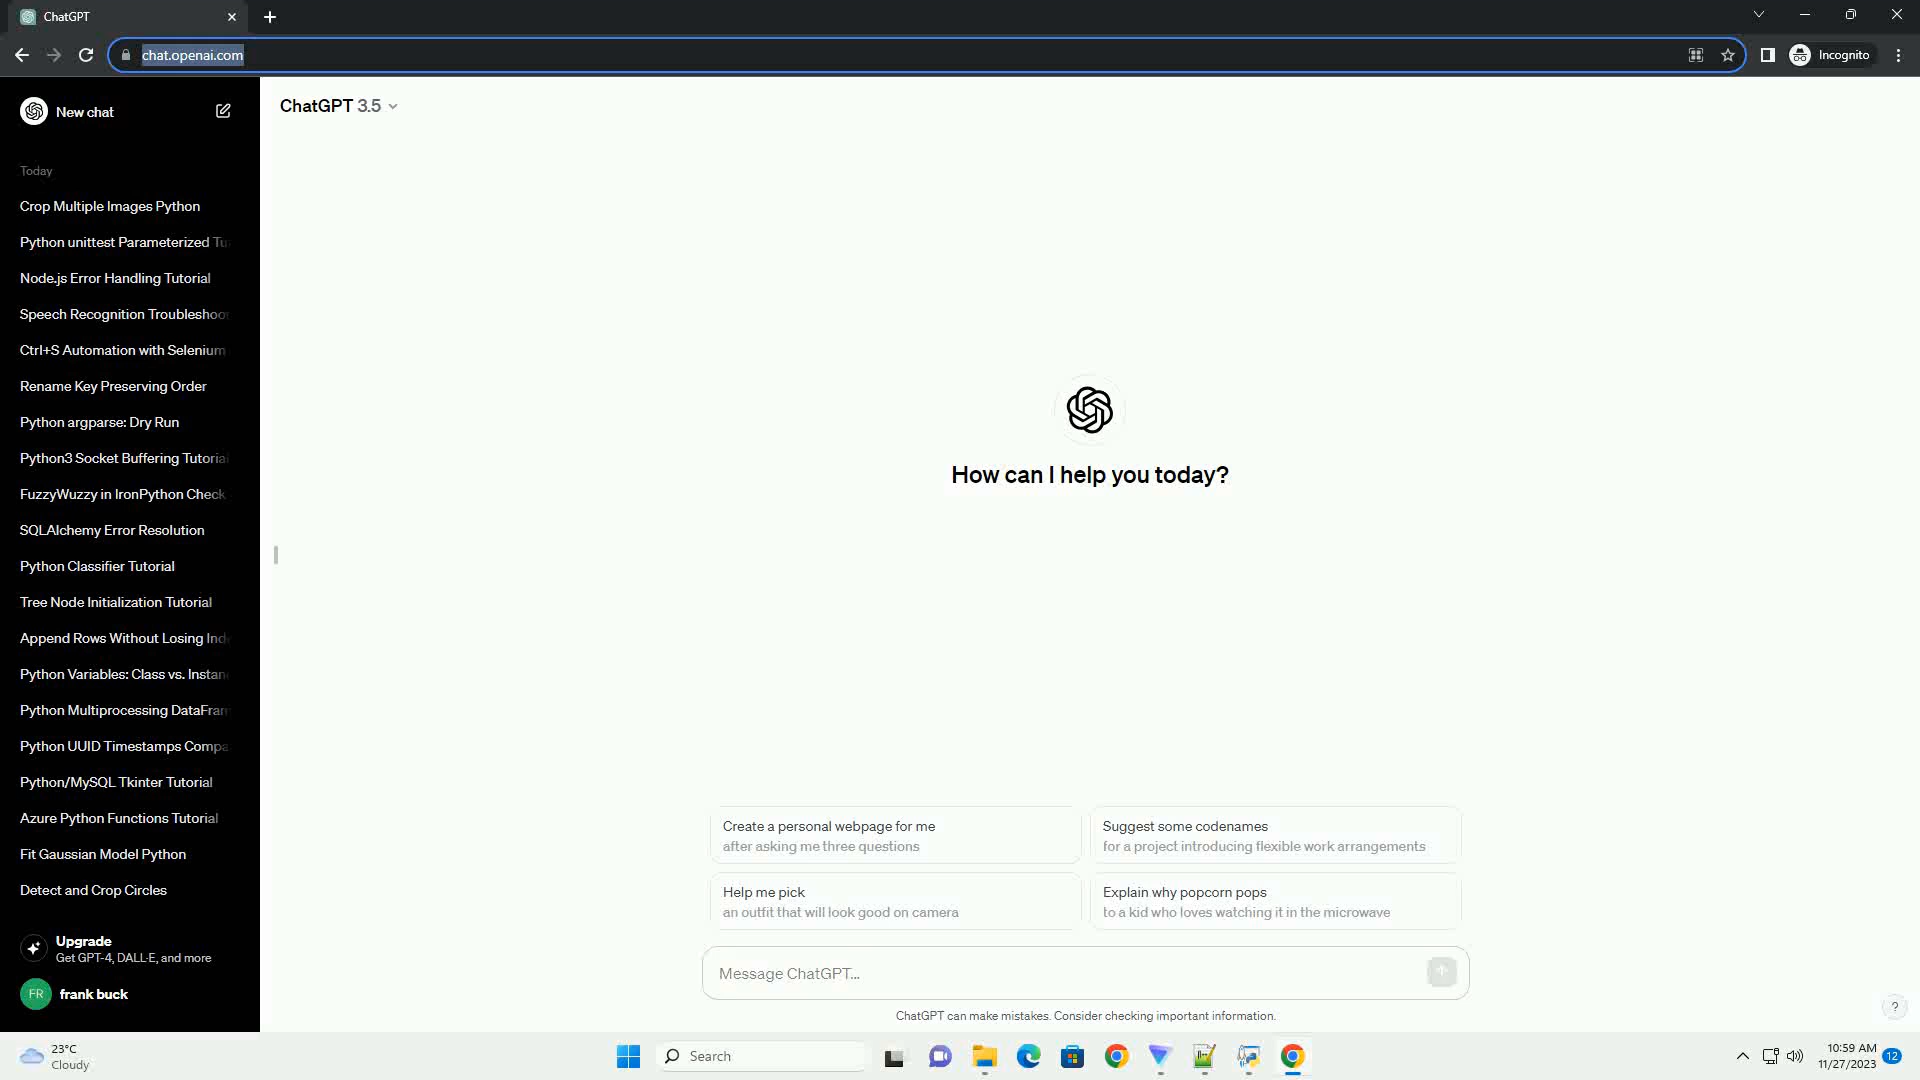 ChatGPT
chat.openai.com
Incognito
New chat
ChatGPT 3.5
Today
Crop Multiple Images Python
Python unittest Parameterized Tu
Node.js Error Handling Tutorial
Speech Recognition Troubleshoo
Ctrl+S Automation with Selenium
Rename Key Preserving Order
Python argparse: Dry Run
Python3 Socket Buffering Tutorial
FuzzyWuzzy in IronPython Check
SQLAlchemy Error Resolution
Python Classifier Tutorial
Tree Node Initialization Tutorial
Append Rows Without Losing Ind
Python Variables: Class vs. Instan
Python Multiprocessing DataFram
Python UUID Timestamps Compa
Python/MySQL Tkinter Tutorial
Azure Python Functions Tutorial
Fit Gaussian Model Python
Detect and Crop Circles
Upgrade
Get GPT-4, DALL·E, and more
FR frank buck
How can I help you today?
Create a personal webpage for me
after asking me three questions
Suggest some codenames
for a project introducing flexible work arrangements
Help me pick
an outfit that will look good on camera
Explain why popcorn pops
to a kid who loves watching it in the microwave
Message ChatGPT...
ChatGPT can make mistakes. Consider checking important information.
?
23°C
Cloudy
Search
10:59 AM
11/27/2023
12